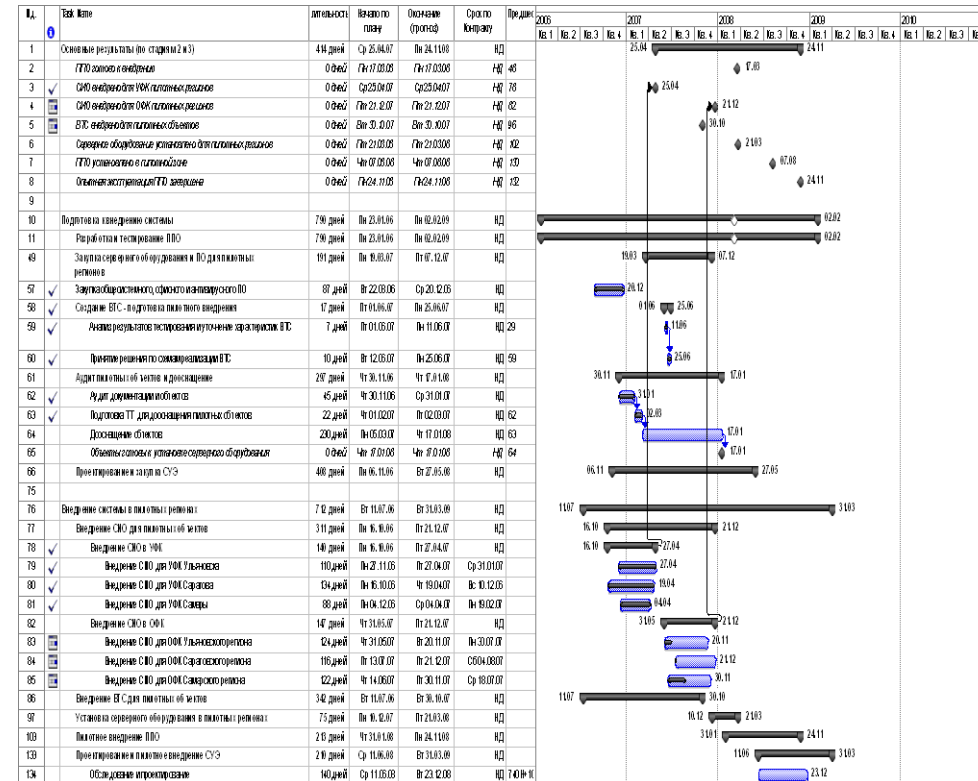 Ид. Task Name Начало по плану Окончание (прогноз) Срок по Контракту 2006 2007 2008 2009 2010
1 Основные результаты (по стадиям 2 и 3) 414 дней Ср 25.04.07 Пн 24.11.08 НД 25.04 24.11
2 ППО готово к внедрению 0 дней Пн 17.03.08 Пн 17.03.08 НД 46 17.03
3 СИО внедрено для УФК пилотных регионов 0 дней Ср 25.04.07 Ср 25.04.07 НД 78 25.04
4 СИО внедрено для ОФК пилотных регионов 0 дней Пт 21.12.07 Пт 21.12.07 НД 82 21.12
5 ВТС внедрено для пилотных объектов 0 дней Вт 30.10.07 Вт 30.10.07 НД 96 30.10
6 Серверное оборудование установлено для пилотных регионов 0 дней Пт 21.03.08 Пт 21.03.08 НД 102 21.03
7 ППО установлено в пилотной зоне 0 дней Чт 07.08.08 Чт 07.08.08 НД 07.08
8 Опытная эксплуатация ППО завершена 0 дней Пн 24.11.08 Пн 24.11.08 НД 132 24.11
9
10 Подготовка к внедрению системы 790 дней Пн 23.01.06 Пн 02.02.09 НД 02.02
11 Разработка и тестирование ППО 790 дней Пн 23.01.06 Пн 02.02.09 НД 02.02
49 Закупка серверного оборудования и ПО для пилотных регионов 191 дней Пн 19.03.07 Пт 07.12.07 НД 19.03 07.12
57 Закупка общесистемного, офисного и антивирусного ПО 87 дней Вт 22.08.06 Ср 20.12.06 НД 20.12
58 Создание ВТС - подготовка пилотного внедрения 17 дней Пт 01.06.07 Пн 25.06.07 НД 01.06 25.06
59 Анализ результатов тестирования и уточнение характеристик ВТС 7 дней Пт 01.06.07 Пн 11.06.07 НД 29 11.06
60 Принятие решения по схемам реализации ВТС 10 дней Вт 12.06.07 Пн 25.06.07 НД 59 25.06
61 Аудит пилотных объектов и дооснащение 297 дней Чт 30.11.06 Чт 17.01.08 НД 30.11 17.01
62 Аудит документации и объектов 45 дней Чт 30.11.06 Ср 31.01.07 НД 31.01
63 Подготовка ТТ для дооснащения пилотных объектов 22 дней Чт 01.02.07 Пт 02.03.07 НД 62 02.03
64 Дооснащение объектов 230 дней Пн 05.03.07 Чт 17.01.08 НД 63 17.01
65 Объекты готовы к установке серверного оборудования 0 дней Чт 17.01.08 Чт 17.01.08 НД 64 17.01
66 Проектирование и закупка СУЭ 408 дней Пн 06.11.06 Вт 27.05.08 НД 06.11 27.05
75
76 Внедрение системы в пилотных регионах 712 дней Вт 11.07.06 Вт 31.03.09 НД 11.07 31.03
77 Внедрение СИО для пилотных объектов 311 дней Пн 16.10.06 Пт 21.12.07 НД 16.10 21.12
78 Внедрение СИО в УФК 140 дней Пн 16.10.06 Пт 27.04.07 НД 16.10 27.04
79 Внедрение СИО для УФК Ульяновска 110 дней Пн 27.11.06 Пт 27.04.07 Ср 31.01.07 27.04
80 Внедрение СИО для УФК Саратова 134 дней Пн 16.10.06 Чт 19.04.07 Вс 10.12.06 19.04
81 Внедрение СИО для УФК Самары 88 дней Пн 04.12.06 Ср 04.04.07 Пн 19.02.07 04.04
82 Внедрение СИО в ОФК 147 дней Чт 31.05.07 Пт 21.12.07 НД 31.05 21.12
83 Внедрение СИО для ОФК Ульяновского региона 124 дней Чт 31.05.07 Вт 20.11.07 Пн 30.07.07 20.11
84 Внедрение СИО для ОФК Саратовского региона 116 дней Пт 13.07.07 Пт 21.12.07 Сб 04.08.07 21.12
85 Внедрение СИО для ОФК Самарского региона 122 дней Чт 14.06.07 Пт 30.11.07 Ср 18.07.07 30.11
86 Внедрение ВТС для пилотных объектов 342 дней Вт 11.07.06 Вт 30.10.07 НД 11.07 30.10
97 Установка серверного оборудования в пилотных регионах 75 дней Пн 10.12.07 Пт 21.03.08 НД 10.12 21.03
103 Пилотное внедрение ППО 213 дней Чт 31.01.08 Пн 24.11.08 НД 31.01 24.11
133 Проектирование и пилотное внедрение СУЭ 210 дней Ср 11.06.08 Вт 31.03.09 НД 11.06 31.03
134 Обследование и проектирование 140 дней Ср 11.06.08 Вт 23.12.08 НД 23.12